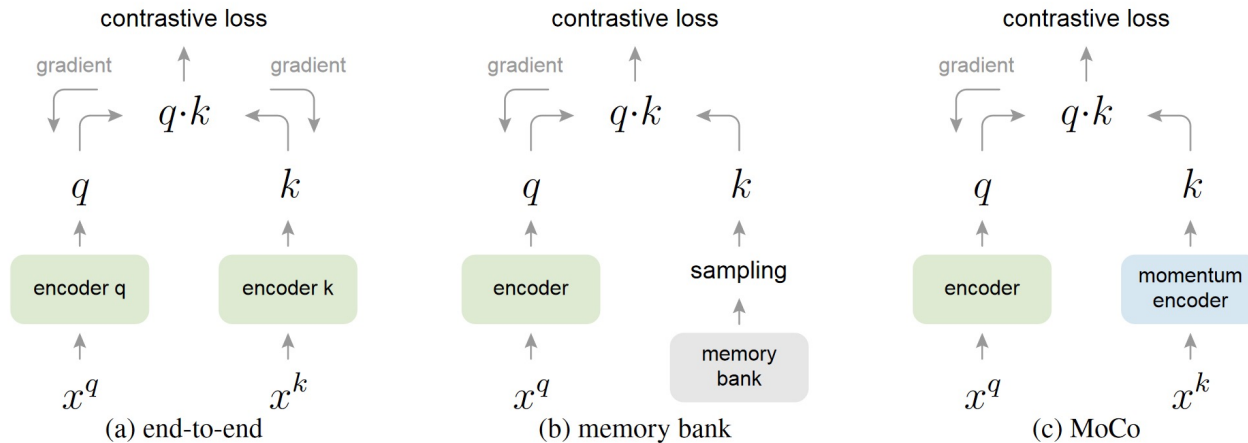 contrastive loss
gradient
gradient
q·k
q
k
encoder q
encoder k
x^q
x^k
(a) end-to-end
contrastive loss
gradient
q·k
q
k
encoder
sampling
memory
bank
x^q
(b) memory bank
contrastive loss
gradient
q·k
q
k
encoder
momentum
encoder
x^q
x^k
(c) MoCo